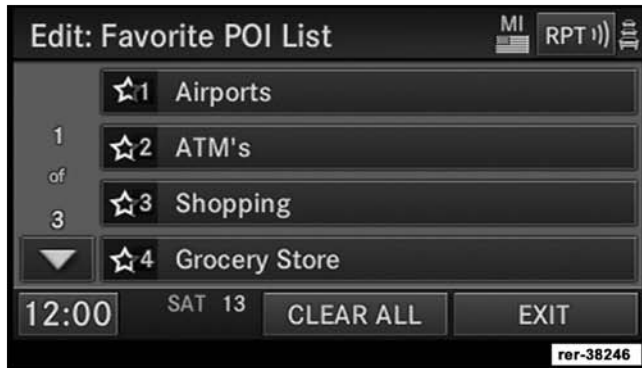 Edit: Favorite POI List MI RPT
1 Airports
2 ATM's
3 Shopping
4 Grocery Store
1
of
3
12:00 SAT 13 CLEAR ALL EXIT
rer-38246